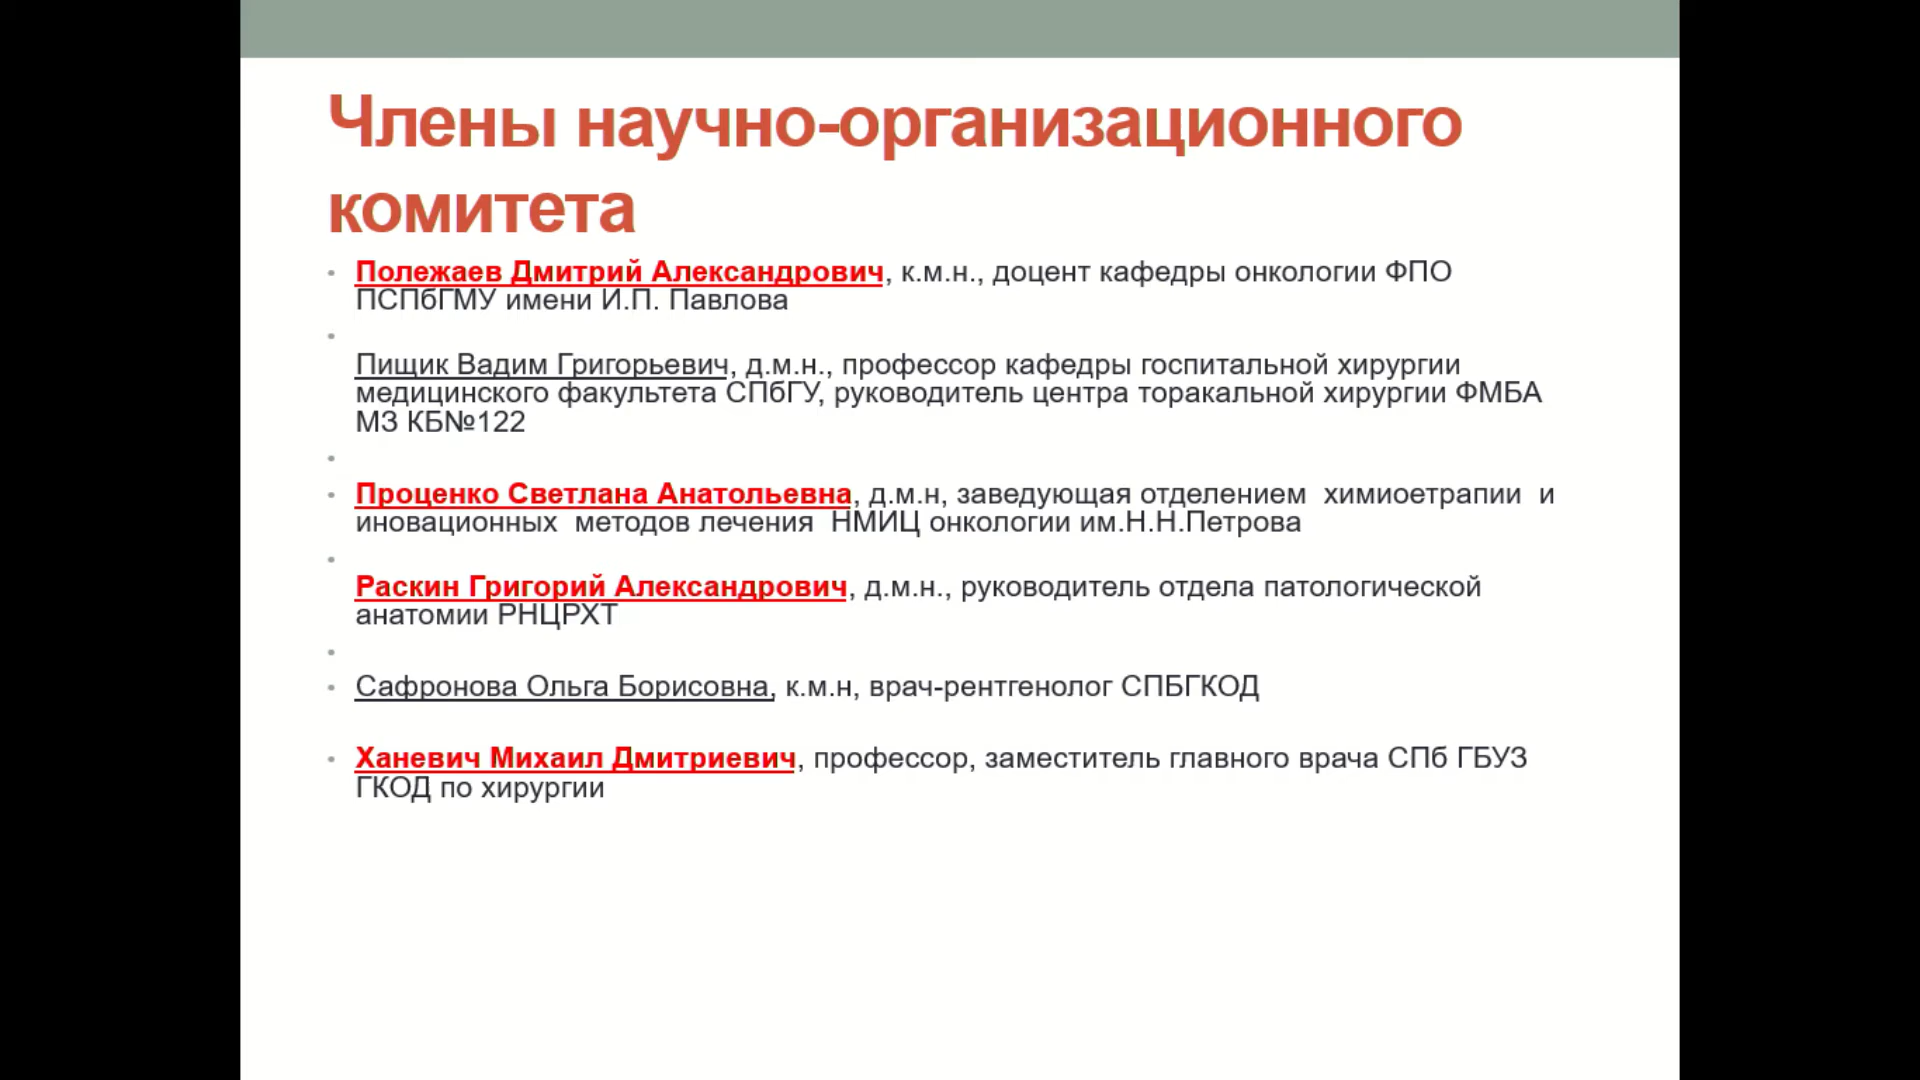 Члены научно-организационного
комитета
• Полежаев Дмитрий Александрович, к.м.н., доцент кафедры онкологии ФПО
ПСПбГМУ имени И.П. Павлова
•
Пищик Вадим Григорьевич, д.м.н., профессор кафедры госпитальной хирургии
медицинского факультета СПбГУ, руководитель центра торакальной хирургии ФМБА
МЗ КБ№122
•
• Проценко Светлана Анатольевна, д.м.н, заведующая отделением  химиоетрапии  и
иновационных  методов лечения  НМИЦ онкологии им.Н.Н.Петрова
•
Раскин Григорий Александрович, д.м.н., руководитель отдела патологической
анатомии РНЦРХТ
•
• Сафронова Ольга Борисовна, к.м.н, врач-рентгенолог СПБГКОД
• Ханевич Михаил Дмитриевич, профессор, заместитель главного врача СПб ГБУЗ
ГКОД по хирургии